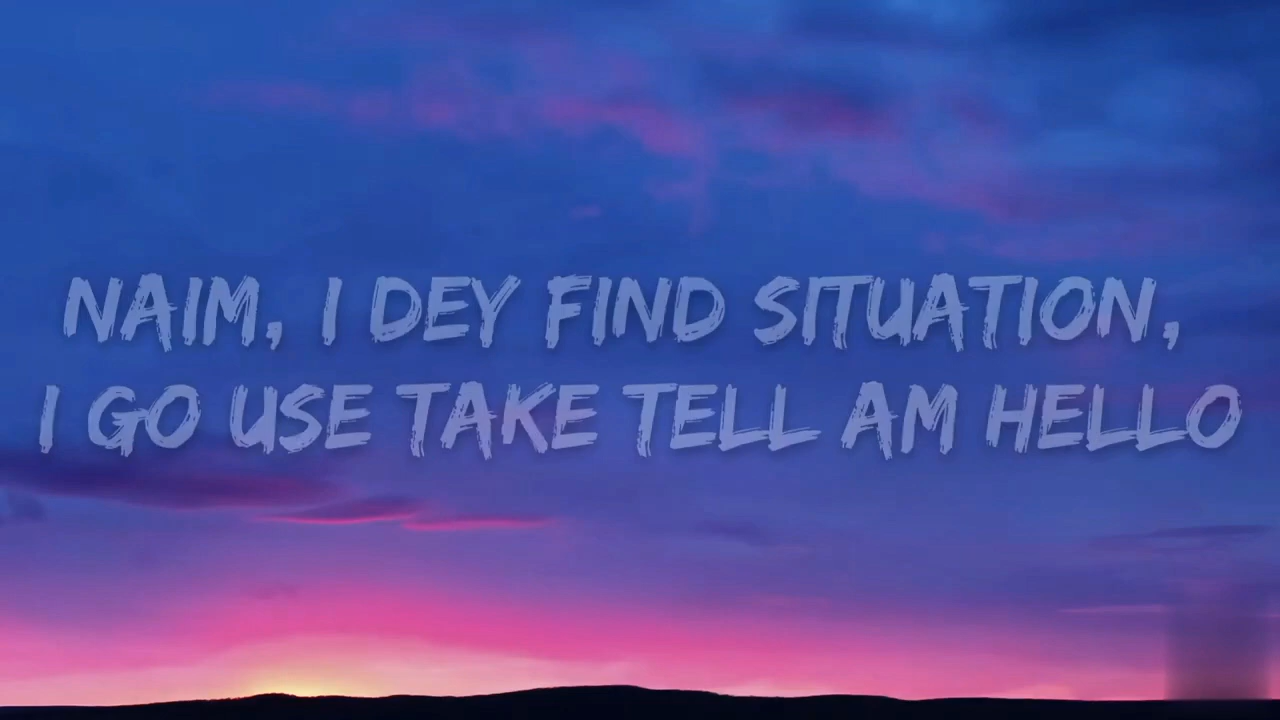 NAIM, I DEY FIND SITUATION,
I GO USE TAKE TELL AM HELLO